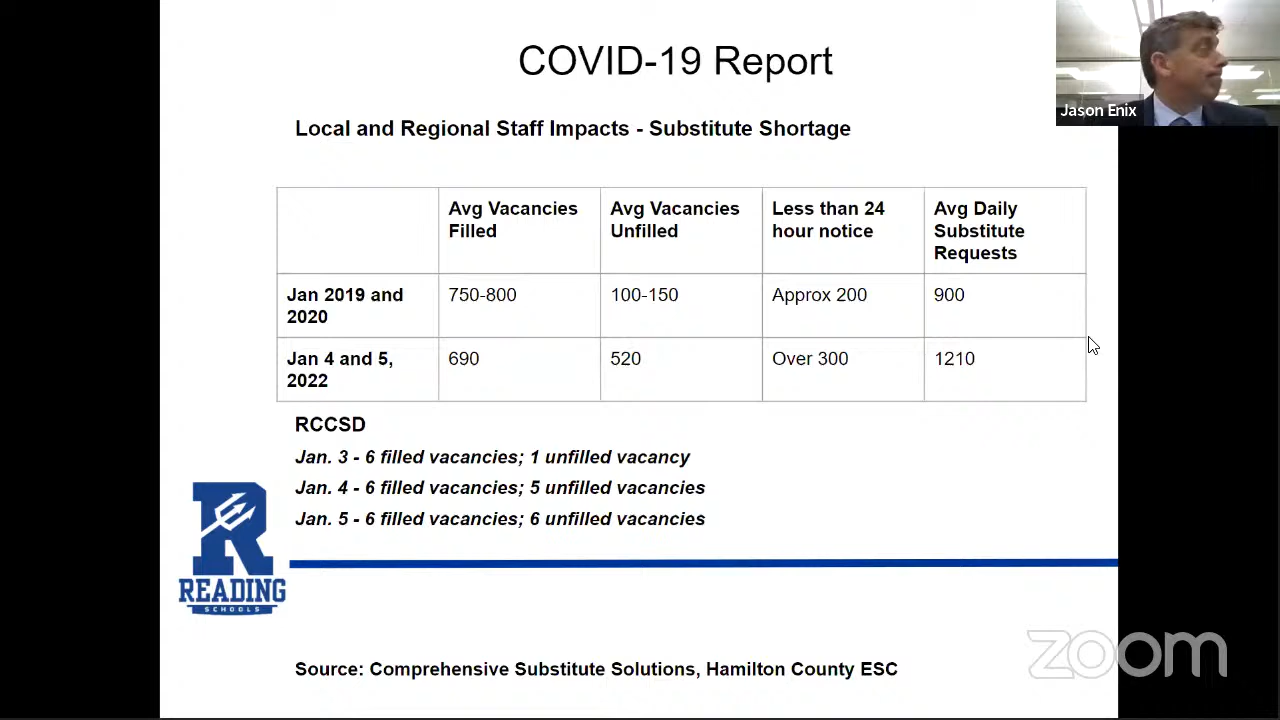 COVID-19 Report
Jason Enix
Local and Regional Staff Impacts - Substitute Shortage
Avg Vacancies Filled
Avg Vacancies Unfilled
Less than 24 hour notice
Avg Daily Substitute Requests
Jan 2019 and 2020
750-800
100-150
Approx 200
900
Jan 4 and 5, 2022
690
520
Over 300
1210
RCCSD
Jan. 3 - 6 filled vacancies; 1 unfilled vacancy
Jan. 4 - 6 filled vacancies; 5 unfilled vacancies
Jan. 5 - 6 filled vacancies; 6 unfilled vacancies
R
READING
SCHOOLS
zoom
Source: Comprehensive Substitute Solutions, Hamilton County ESC